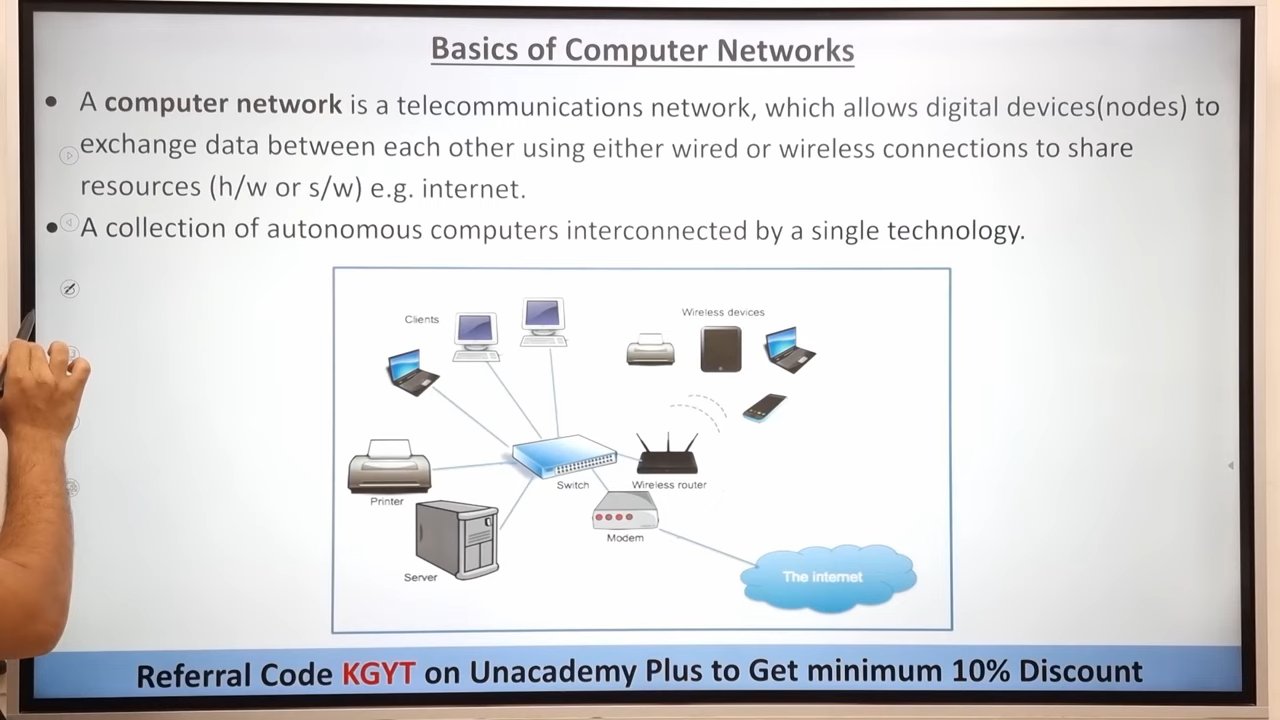 Basics of Computer Networks
• A computer network is a telecommunications network, which allows digital devices(nodes) to
exchange data between each other using either wired or wireless connections to share
resources (h/w or s/w) e.g. internet.
• A collection of autonomous computers interconnected by a single technology.
Clients
Wireless devices
Switch
Wireless router
Printer
Modem
Server
The internet
Referral Code KGYT on Unacademy Plus to Get minimum 10% Discount